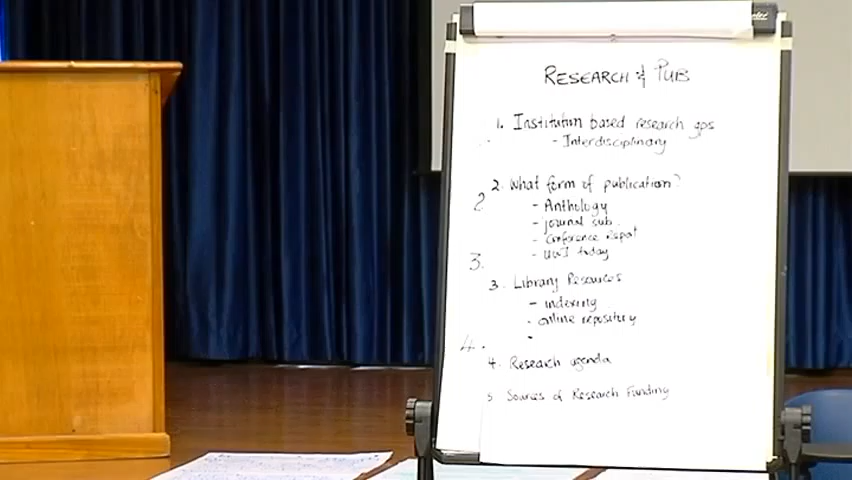 RESEARCH & PUB
1. Institution based research gps
- Interdisciplinary
2. What form of publication?
- Anthology
- journal sub.
- Conference Report
- UWI today
3. Library Resources
- indexing
- online repository
-
4. Research agenda
5 Sources of Research Funding
2
3.
4.